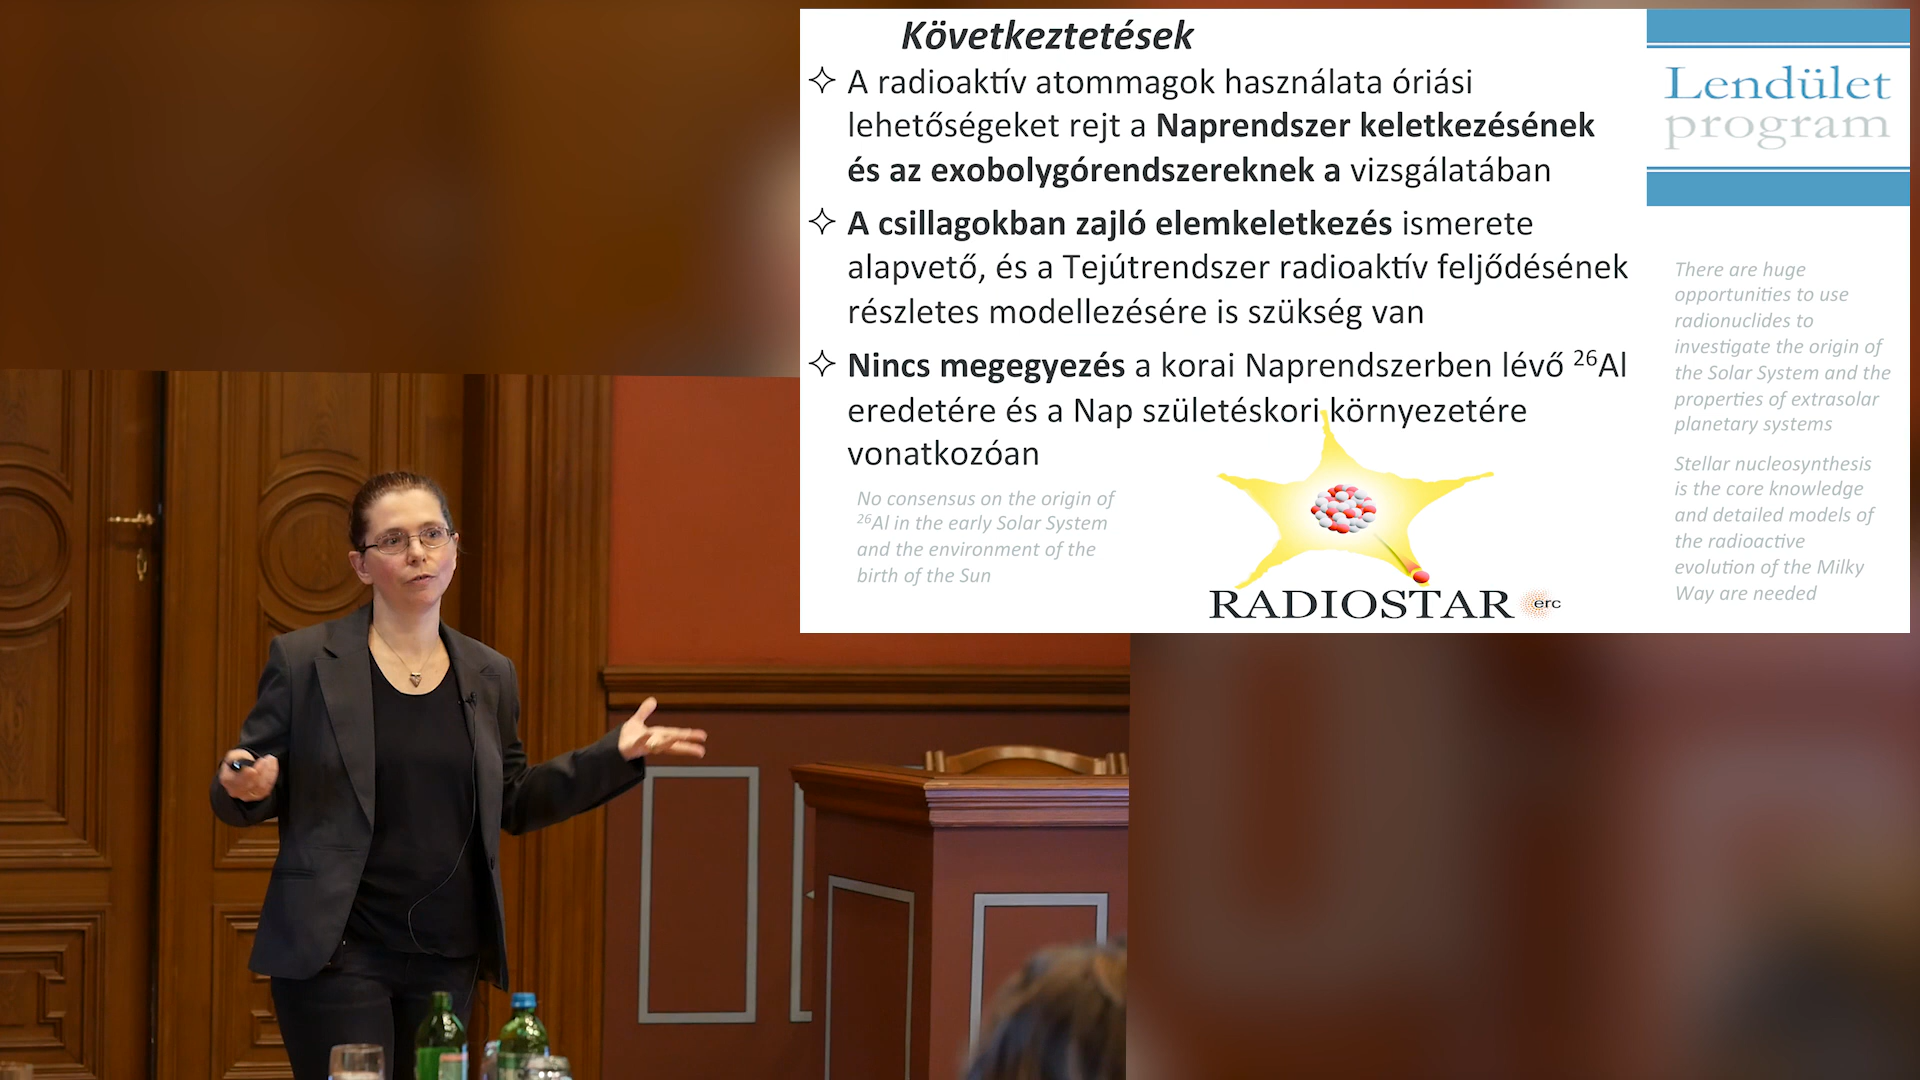 Következtetések
A radioaktív atommagok használata óriási
lehetőségeket rejt a Naprendszer keletkezésének
és az exobolygórendszereknek a vizsgálatában
A csillagokban zajló elemkeletkezés ismerete
alapvető, és a Tejútrendszer radioaktív feljődésének
részletes modellezésére is szükség van
Nincs megegyezés a korai Naprendszerben lévő ²⁶Al
eredetére és a Nap születéskori környezetére
vonatkozóan
No consensus on the origin of
²⁶Al in the early Solar System
and the environment of the
birth of the Sun
RADIOSTAR erc
Lendület
program
There are huge
opportunities to use
radionuclides to
investigate the origin of
the Solar System and the
properties of extrasolar
planetary systems
Stellar nucleosynthesis
is the core knowledge
and detailed models of
the radioactive
evolution of the Milky
Way are needed